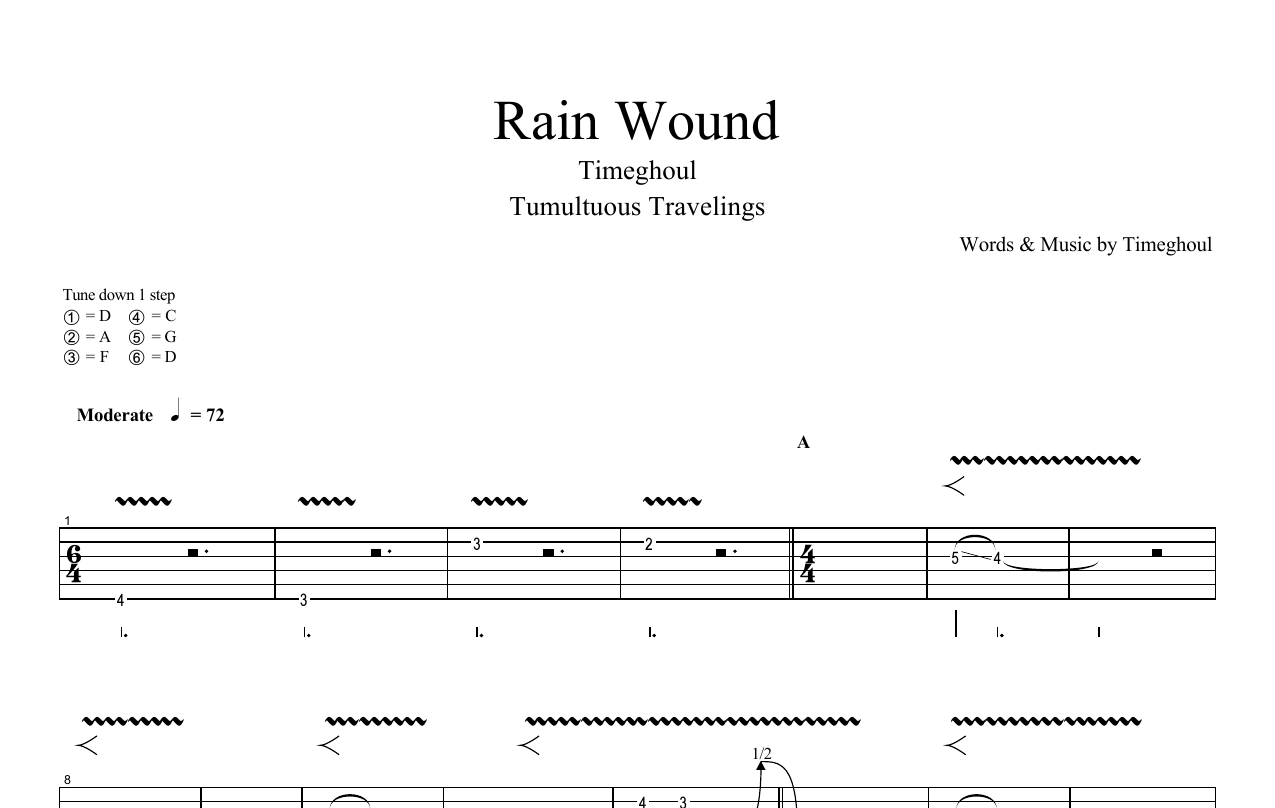 Rain Wound
Timeghoul
Tumultuous Travelings
Words & Music by Timeghoul
Tune down 1 step
① = D ④ = C
② = A ⑤ = G
③ = F ⑥ = D
Moderate ♩ = 72
A
1
6
4
4
3
3
2
4
4
5 4
8
1/2
4 3